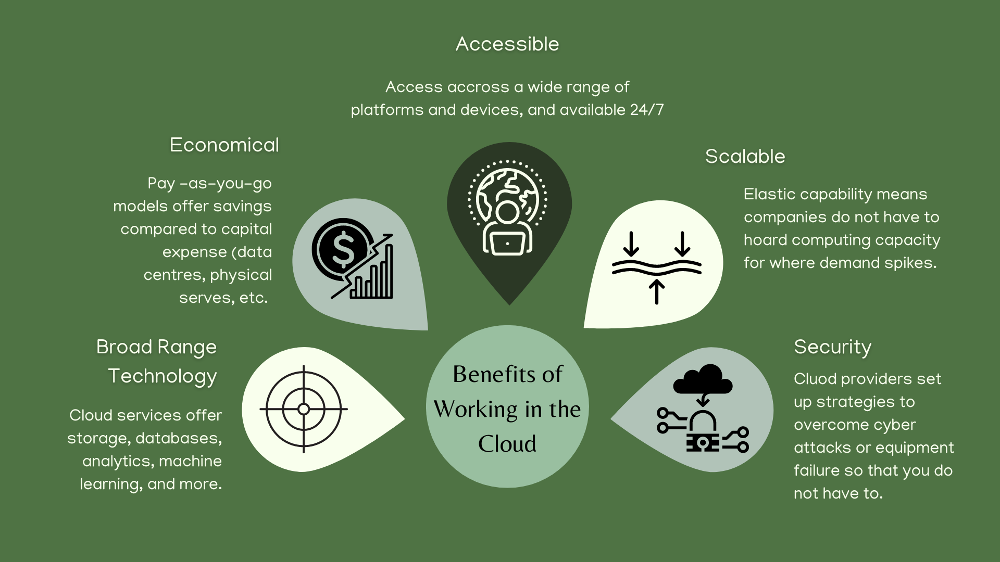 Accessible
Access accross a wide range of
platforms and devices, and available 24/7
Economical
Pay -as-you-go
models offer savings
compared to capital
expense (data
centres, physical
serves, etc.
Scalable
Elastic capability means
companies do not have to
hoard computing capacity
for where demand spikes.
Broad Range
Technology
Cloud services offer
storage, databases,
analytics, machine
learning, and more.
Benefits of
Working in the
Cloud
Security
Cluod providers set
up strategies to
overcome cyber
attacks or equipment
failure so that you do
not have to.